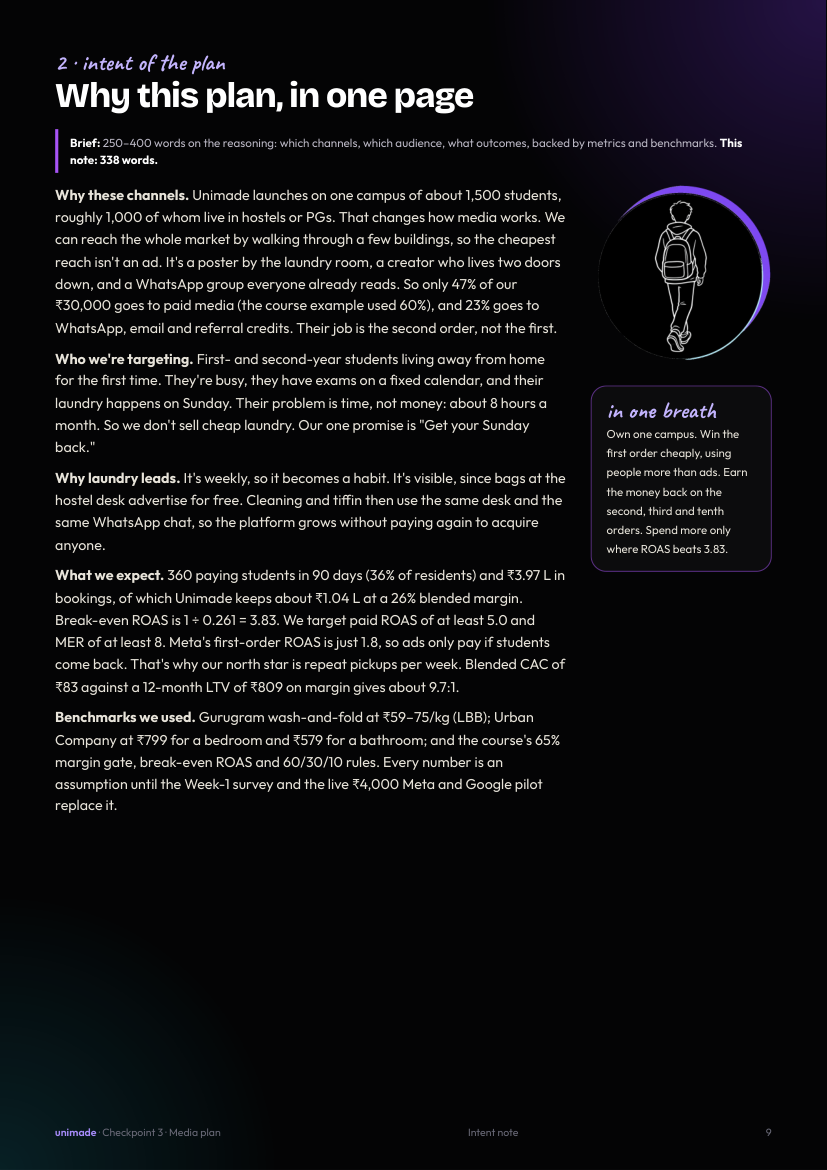 2 · intent of the plan
Why this plan, in one page
Brief: 250–400 words on the reasoning: which channels, which audience, what outcomes, backed by metrics and benchmarks. This
note: 338 words.
Why these channels. Unimade launches on one campus of about 1,500 students,
roughly 1,000 of whom live in hostels or PGs. That changes how media works. We
can reach the whole market by walking through a few buildings, so the cheapest
reach isn't an ad. It's a poster by the laundry room, a creator who lives two doors
down, and a WhatsApp group everyone already reads. So only 47% of our
₹30,000 goes to paid media (the course example used 60%), and 23% goes to
WhatsApp, email and referral credits. Their job is the second order, not the first.
Who we're targeting. First- and second-year students living away from home
for the first time. They're busy, they have exams on a fixed calendar, and their
laundry happens on Sunday. Their problem is time, not money: about 8 hours a
month. So we don't sell cheap laundry. Our one promise is "Get your Sunday
back."
Why laundry leads. It's weekly, so it becomes a habit. It's visible, since bags at the
hostel desk advertise for free. Cleaning and tiffin then use the same desk and the
same WhatsApp chat, so the platform grows without paying again to acquire
anyone.
What we expect. 360 paying students in 90 days (36% of residents) and ₹3.97 L in
bookings, of which Unimade keeps about ₹1.04 L at a 26% blended margin.
Break-even ROAS is 1 ÷ 0.261 = 3.83. We target paid ROAS of at least 5.0 and
MER of at least 8. Meta's first-order ROAS is just 1.8, so ads only pay if students
come back. That's why our north star is repeat pickups per week. Blended CAC of
₹83 against a 12-month LTV of ₹809 on margin gives about 9.7:1.
Benchmarks we used. Gurugram wash-and-fold at ₹59–75/kg (LBB); Urban
Company at ₹799 for a bedroom and ₹579 for a bathroom; and the course's 65%
margin gate, break-even ROAS and 60/30/10 rules. Every number is an
assumption until the Week-1 survey and the live ₹4,000 Meta and Google pilot
replace it.
in one breath
Own one campus. Win the
first order cheaply, using
people more than ads. Earn
the money back on the
second, third and tenth
orders. Spend more only
where ROAS beats 3.83.
unimade · Checkpoint 3 · Media plan
Intent note
9